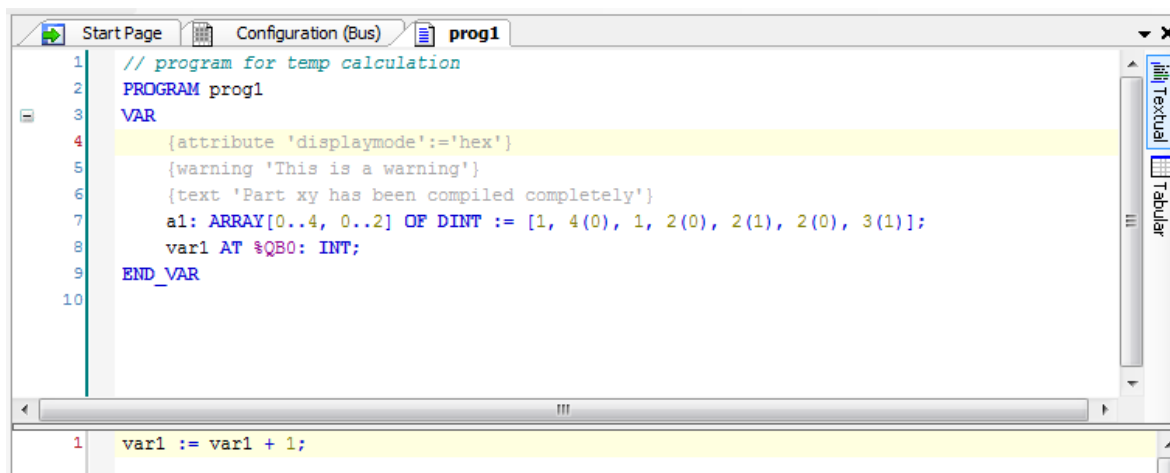 Start Page Configuration (Bus) prog1
1 // program for temp calculation
2 PROGRAM prog1
3 VAR
4 {attribute 'displaymode':='hex'}
5 {warning 'This is a warning'}
6 {text 'Part xy has been compiled completely'}
7 a1: ARRAY[0..4, 0..2] OF DINT := [1, 4(0), 1, 2(0), 2(1), 2(0), 3(1)];
8 var1 AT %QB0: INT;
9 END_VAR
10
1 var1 := var1 + 1;
Textual
Tabular